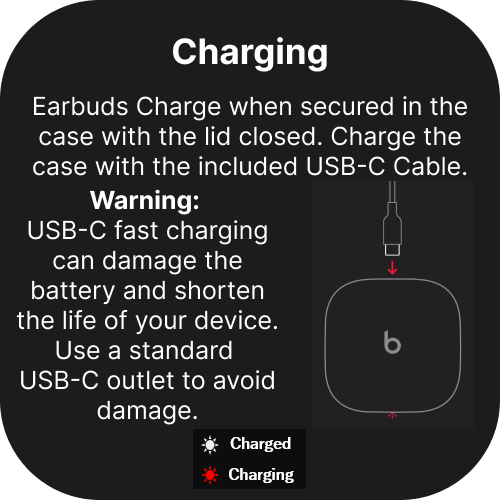 Charging
Earbuds Charge when secured in the
case with the lid closed. Charge the
case with the included USB-C Cable.
Warning:
USB-C fast charging
can damage the
battery and shorten
the life of your device.
Use a standard
USB-C outlet to avoid
damage.
b
Charged
Charging